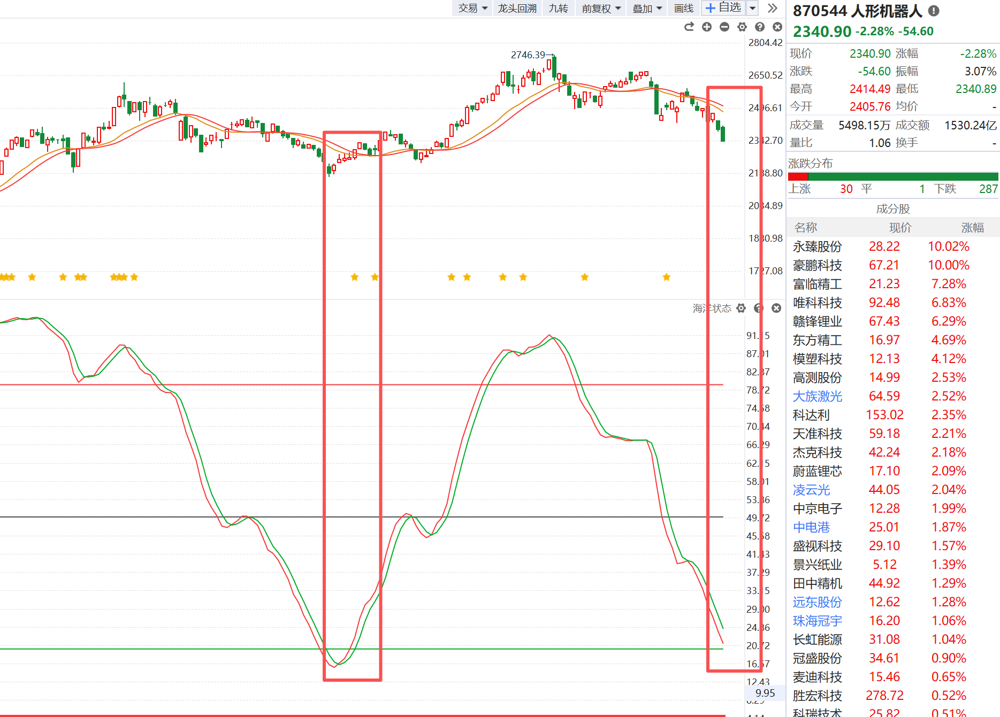 交易 龙头回溯 九转 前复权 叠加 画线 自选
2746.39→
2804.42
2650.52
2496.61
2342.70
2188.80
2034.89
1880.98
1727.08
海洋状态
91.15
87.01
82.87
78.72
74.58
70.44
66.29
62.15
58.01
53.86
49.72
45.58
41.43
37.29
33.15
29.00
24.86
20.72
16.57
12.43
9.95
8.29
4.14
870544 人形机器人
2340.90 -2.28% -54.60
现价 2340.90 涨幅 -2.28%
涨跌 -54.60 振幅 3.07%
最高 2414.49 最低 2340.89
今开 2405.76 均价 -
成交量 5498.15万 成交额 1530.24亿
量比 1.06 换手 -
涨跌分布
上涨 30 平 1 下跌 287
成分股
名称 现价 涨幅
永臻股份 28.22 10.02%
豪鹏科技 67.21 10.00%
富临精工 21.23 7.28%
唯科科技 92.48 6.83%
赣锋锂业 67.43 6.29%
东方精工 16.97 4.69%
模塑科技 12.13 4.12%
高测股份 14.99 2.53%
大族激光 64.59 2.52%
科达利 153.02 2.35%
天准科技 59.18 2.21%
杰克科技 42.24 2.18%
蔚蓝锂芯 17.10 2.09%
凌云光 44.05 2.04%
中京电子 12.28 1.99%
中电港 25.01 1.87%
盛视科技 29.10 1.57%
景兴纸业 5.12 1.39%
田中精机 44.92 1.29%
远东股份 12.62 1.28%
珠海冠宇 16.20 1.06%
长虹能源 31.08 1.04%
冠盛股份 34.61 0.90%
麦迪科技 15.46 0.65%
胜宏科技 278.72 0.52%
科瑞技术 25.82 0.51%